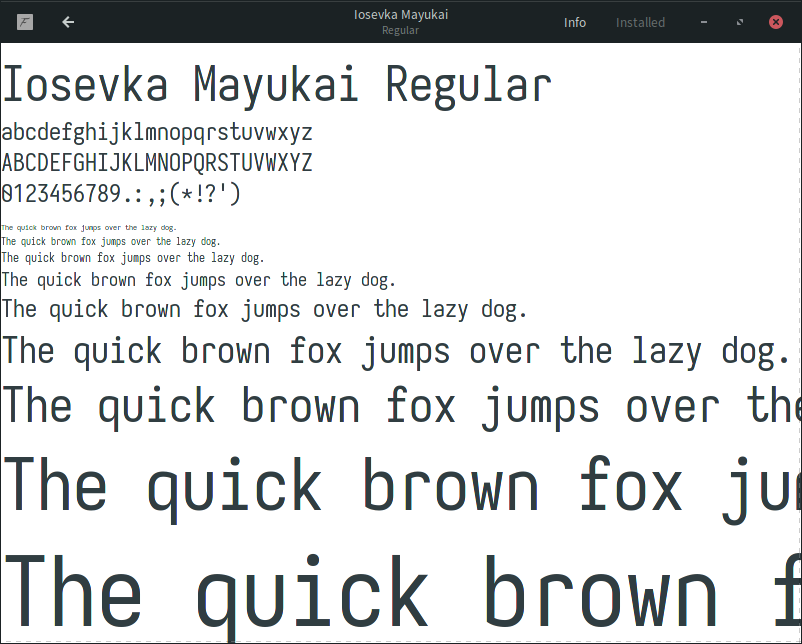 Iosevka Mayukai
Regular
Info
Installed
Iosevka Mayukai Regular
abcdefghijklmnopqrstuvwxyz
ABCDEFGHIJKLMNOPQRSTUVWXYZ
0123456789.:,;(*!?')
The quick brown fox jumps over the lazy dog.
The quick brown fox jumps over the lazy dog.
The quick brown fox jumps over the lazy dog.
The quick brown fox jumps over the lazy dog.
The quick brown fox jumps over the lazy dog.
The quick brown fox jumps over the lazy dog.
The quick brown fox jumps over the
The quick brown fox ju
The quick brown f